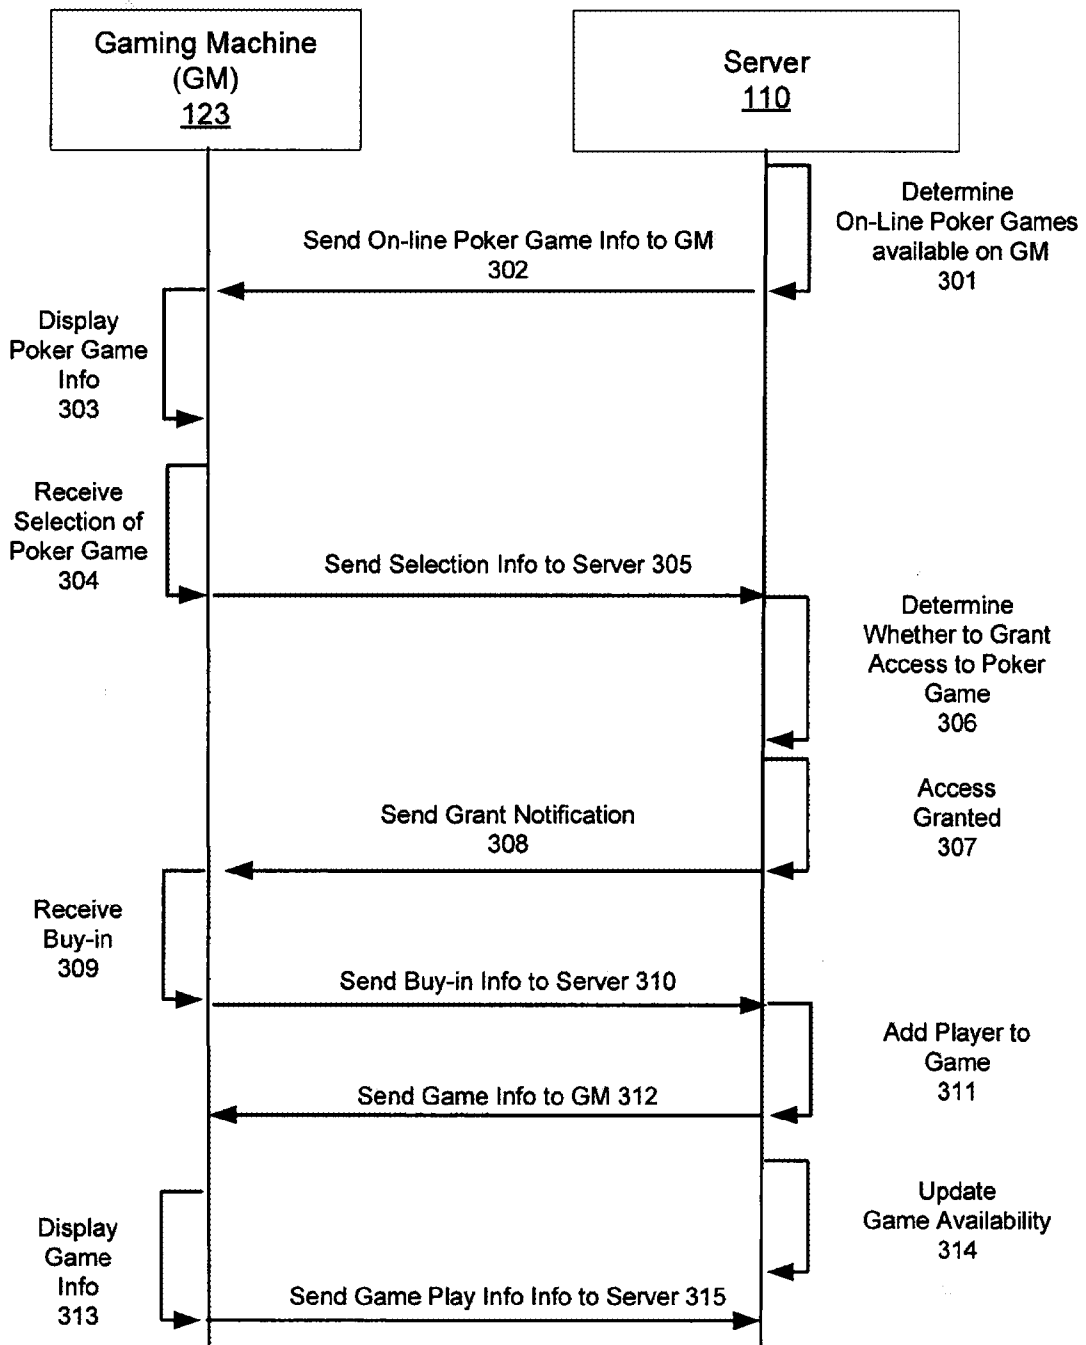 Gaming Machine
(GM)
123
Server
110
Determine
On-Line Poker Games
available on GM
301
Send On-line Poker Game Info to GM
302
Display
Poker Game
Info
303
Receive
Selection of
Poker Game
304
Send Selection Info to Server 305
Determine
Whether to Grant
Access to Poker
Game
306
Access
Granted
307
Send Grant Notification
308
Receive
Buy-in
309
Send Buy-in Info to Server 310
Add Player to
Game
311
Send Game Info to GM 312
Update
Game Availability
314
Display
Game
Info
313
Send Game Play Info Info to Server 315